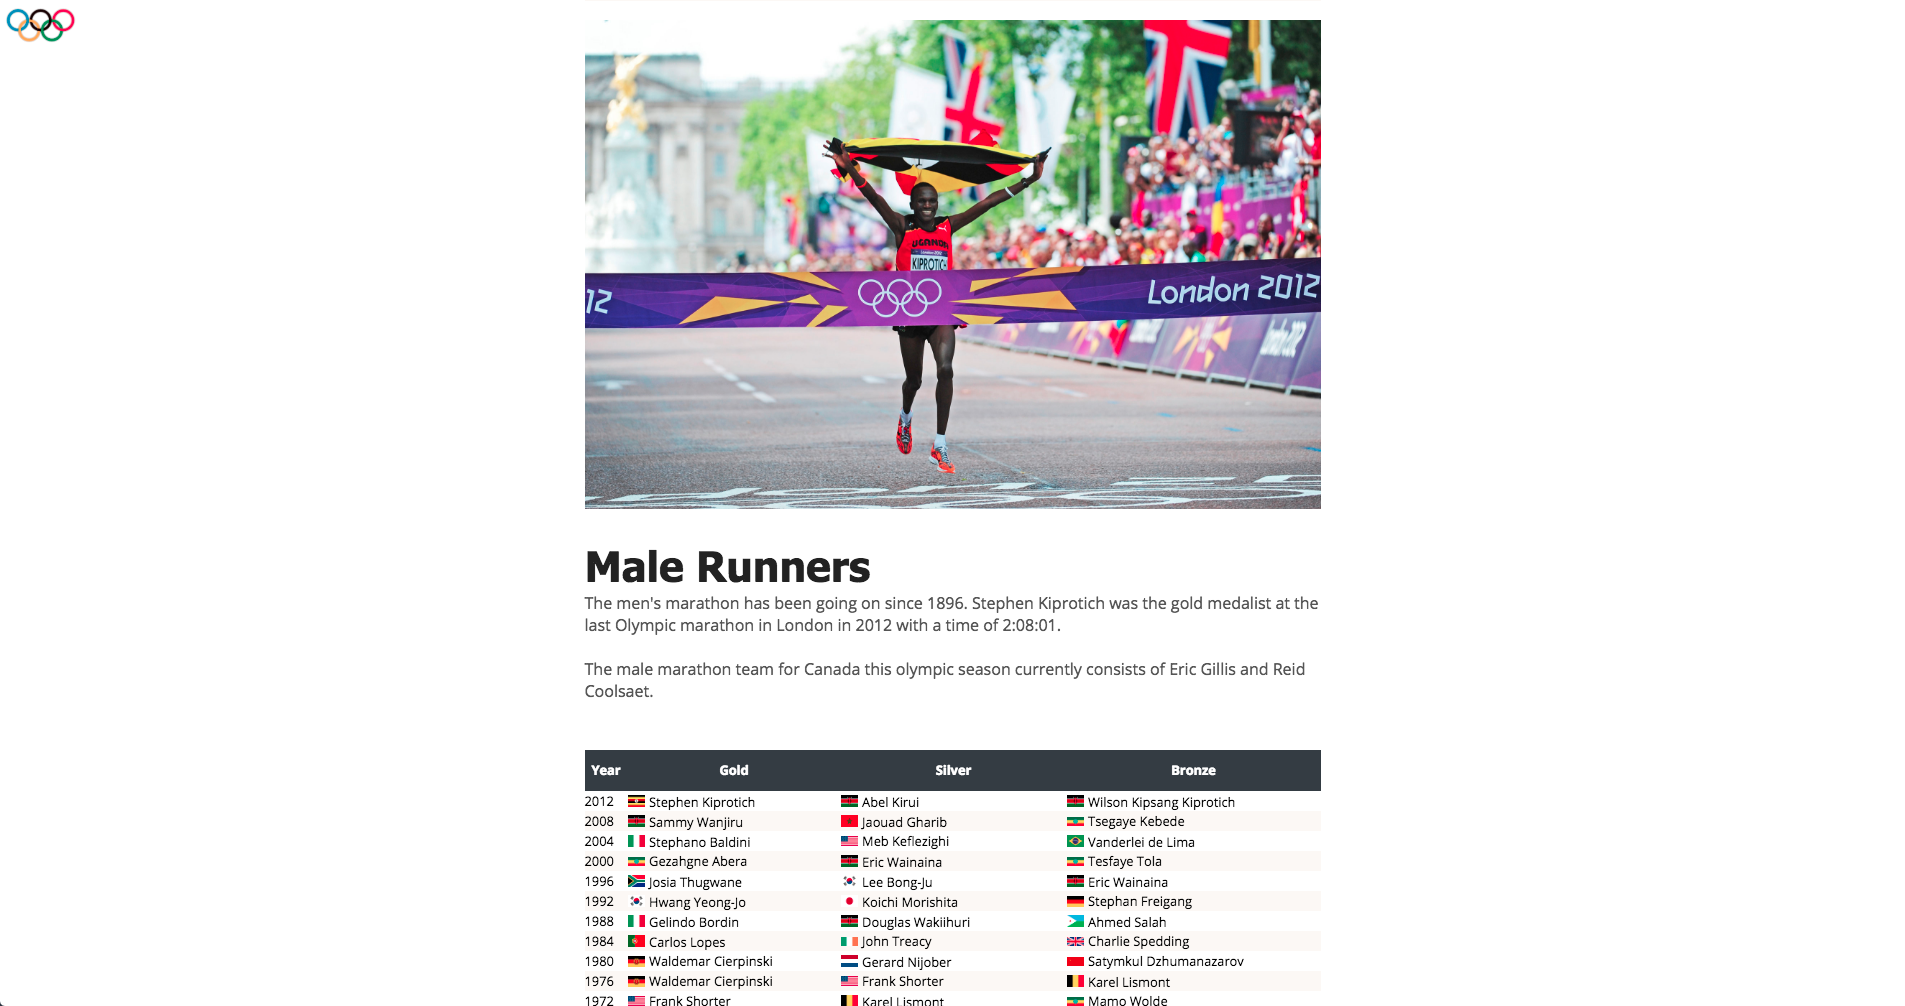 UGANDA
KIPROTICH
12
London 2012
Male Runners
The men's marathon has been going on since 1896. Stephen Kiprotich was the gold medalist at the
last Olympic marathon in London in 2012 with a time of 2:08:01.
The male marathon team for Canada this olympic season currently consists of Eric Gillis and Reid
Coolsaet.
Year Gold Silver Bronze
2012 Stephen Kiprotich Abel Kirui Wilson Kipsang Kiprotich
2008 Sammy Wanjiru Jaouad Gharib Tsegaye Kebede
2004 Stephano Baldini Meb Keflezighi Vanderlei de Lima
2000 Gezahgne Abera Eric Wainaina Tesfaye Tola
1996 Josia Thugwane Lee Bong-Ju Eric Wainaina
1992 Hwang Yeong-Jo Koichi Morishita Stephan Freigang
1988 Gelindo Bordin Douglas Wakiihuri Ahmed Salah
1984 Carlos Lopes John Treacy Charlie Spedding
1980 Waldemar Cierpinski Gerard Nijober Satymkul Dzhumanazarov
1976 Waldemar Cierpinski Frank Shorter Karel Lismont
1972 Frank Shorter Karel Lismont Mamo Wolde